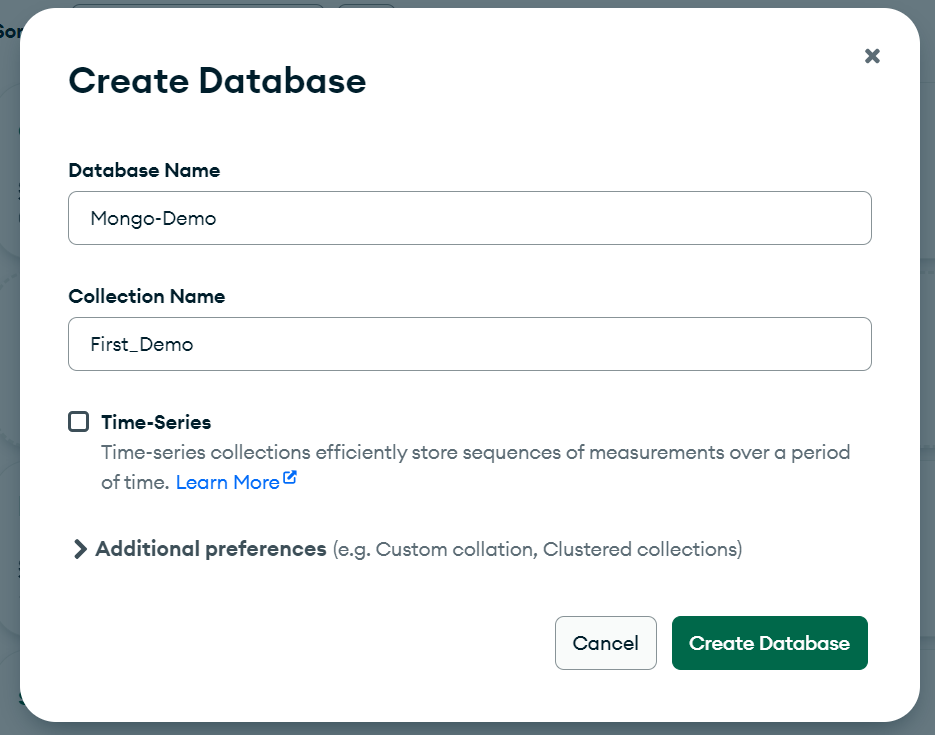 Sor
Create Database
Database Name
Mongo-Demo
Collection Name
First_Demo
Time-Series
Time-series collections efficiently store sequences of measurements over a period
of time. Learn More
Additional preferences (e.g. Custom collation, Clustered collections)
Cancel
Create Database